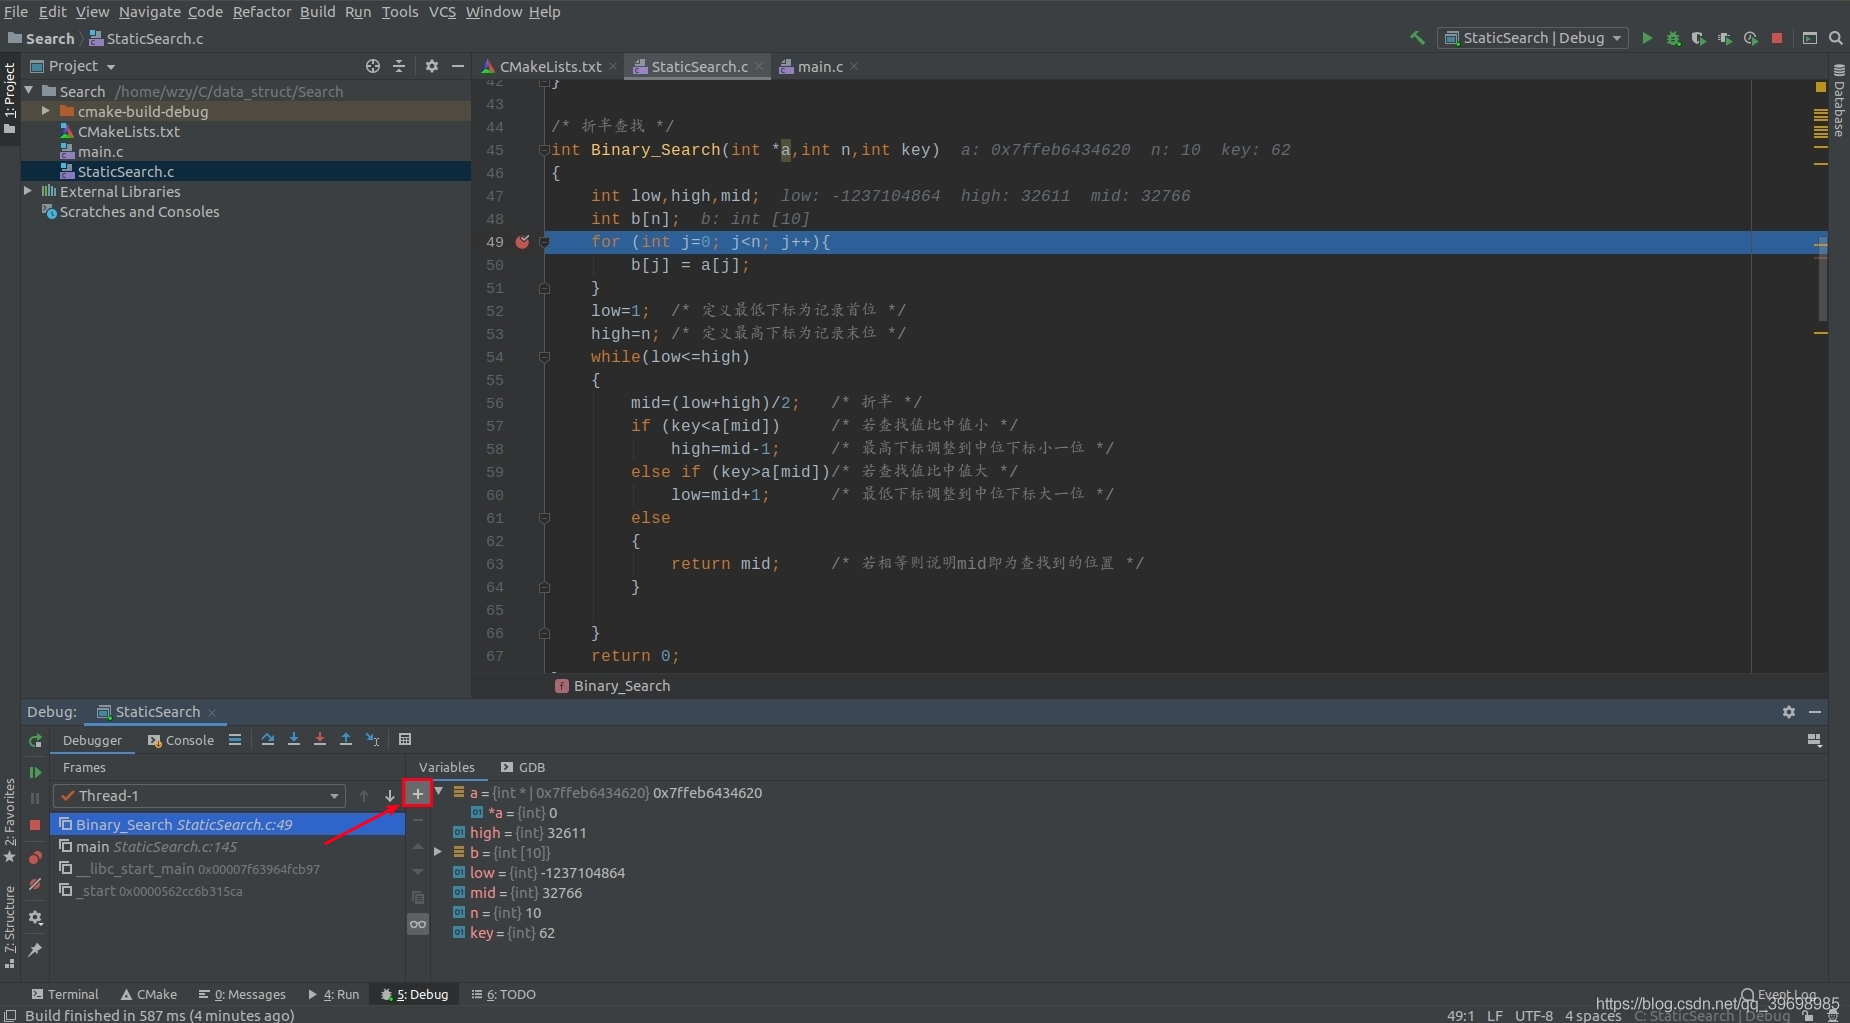 File Edit View Navigate Code Refactor Build Run Tools VCS Window Help
Search StaticSearch.c
StaticSearch | Debug
1: Project
Project
Search /home/wzy/C/data_struct/Search
cmake-build-debug
CMakeLists.txt
main.c
StaticSearch.c
External Libraries
Scratches and Consoles
CMakeLists.txt StaticSearch.c main.c
Database
42 }
43
44 /* 折半查找 */
45 int Binary_Search(int *a,int n,int key) a: 0x7ffeb6434620 n: 10 key: 62
46 {
47 int low,high,mid; low: -1237104864 high: 32611 mid: 32766
48 int b[n]; b: int [10]
49 for (int j=0; j<n; j++){
50 b[j] = a[j];
51 }
52 low=1; /* 定义最低下标为记录首位 */
53 high=n; /* 定义最高下标为记录末位 */
54 while(low<=high)
55 {
56 mid=(low+high)/2; /* 折半 */
57 if (key<a[mid]) /* 若查找值比中值小 */
58 high=mid-1; /* 最高下标调整到中位下标小一位 */
59 else if (key>a[mid])/* 若查找值比中值大 */
60 low=mid+1; /* 最低下标调整到中位下标大一位 */
61 else
62 {
63 return mid; /* 若相等则说明mid即为查找到的位置 */
64 }
65
66 }
67 return 0;
Binary_Search
Debug: StaticSearch
Debugger Console
Frames
Variables GDB
Thread-1
Binary_Search StaticSearch.c:49
main StaticSearch.c:145
__libc_start_main 0x00007f63964fcb97
_start 0x0000562cc6b315ca
a = {int * | 0x7ffeb6434620} 0x7ffeb6434620
*a = {int} 0
high = {int} 32611
b = {int [10]}
low = {int} -1237104864
mid = {int} 32766
n = {int} 10
key = {int} 62
2: Favorites
7: Structure
Terminal CMake 0: Messages 4: Run 5: Debug 6: TODO
Event Log
https://blog.csdn.net/qq_39698985
Build finished in 587 ms (4 minutes ago)
49:1 LF UTF-8 4 spaces C: StaticSearch | Debug